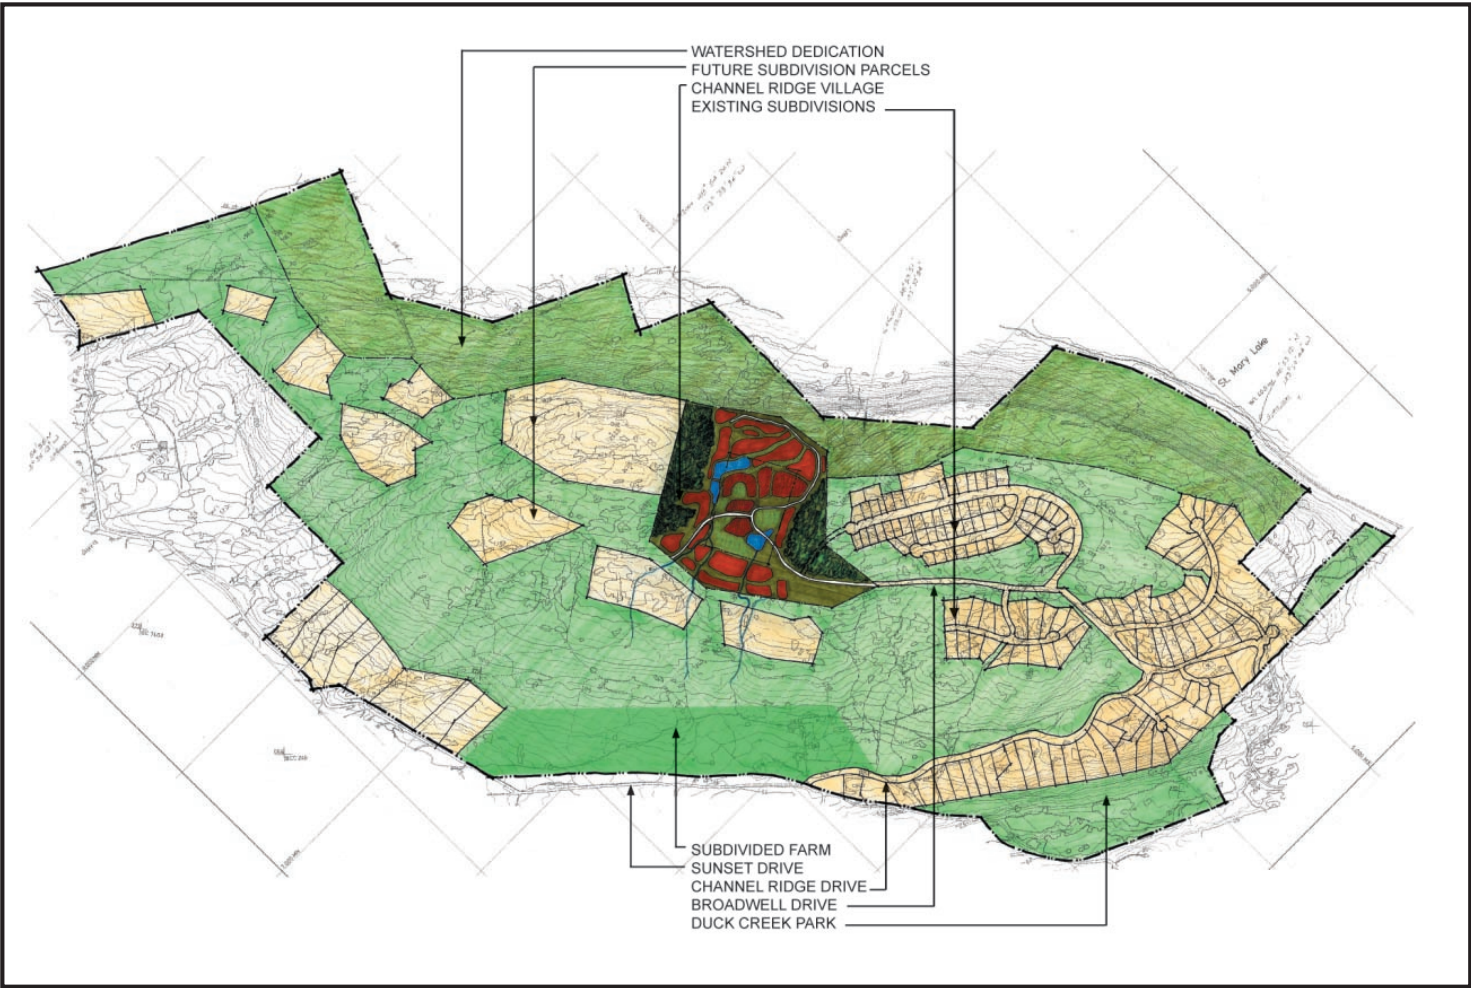 WATERSHED DEDICATION
FUTURE SUBDIVISION PARCELS
CHANNEL RIDGE VILLAGE
EXISTING SUBDIVISIONS
St. Mary Lake
SUBDIVIDED FARM
SUNSET DRIVE
CHANNEL RIDGE DRIVE
BROADWELL DRIVE
DUCK CREEK PARK